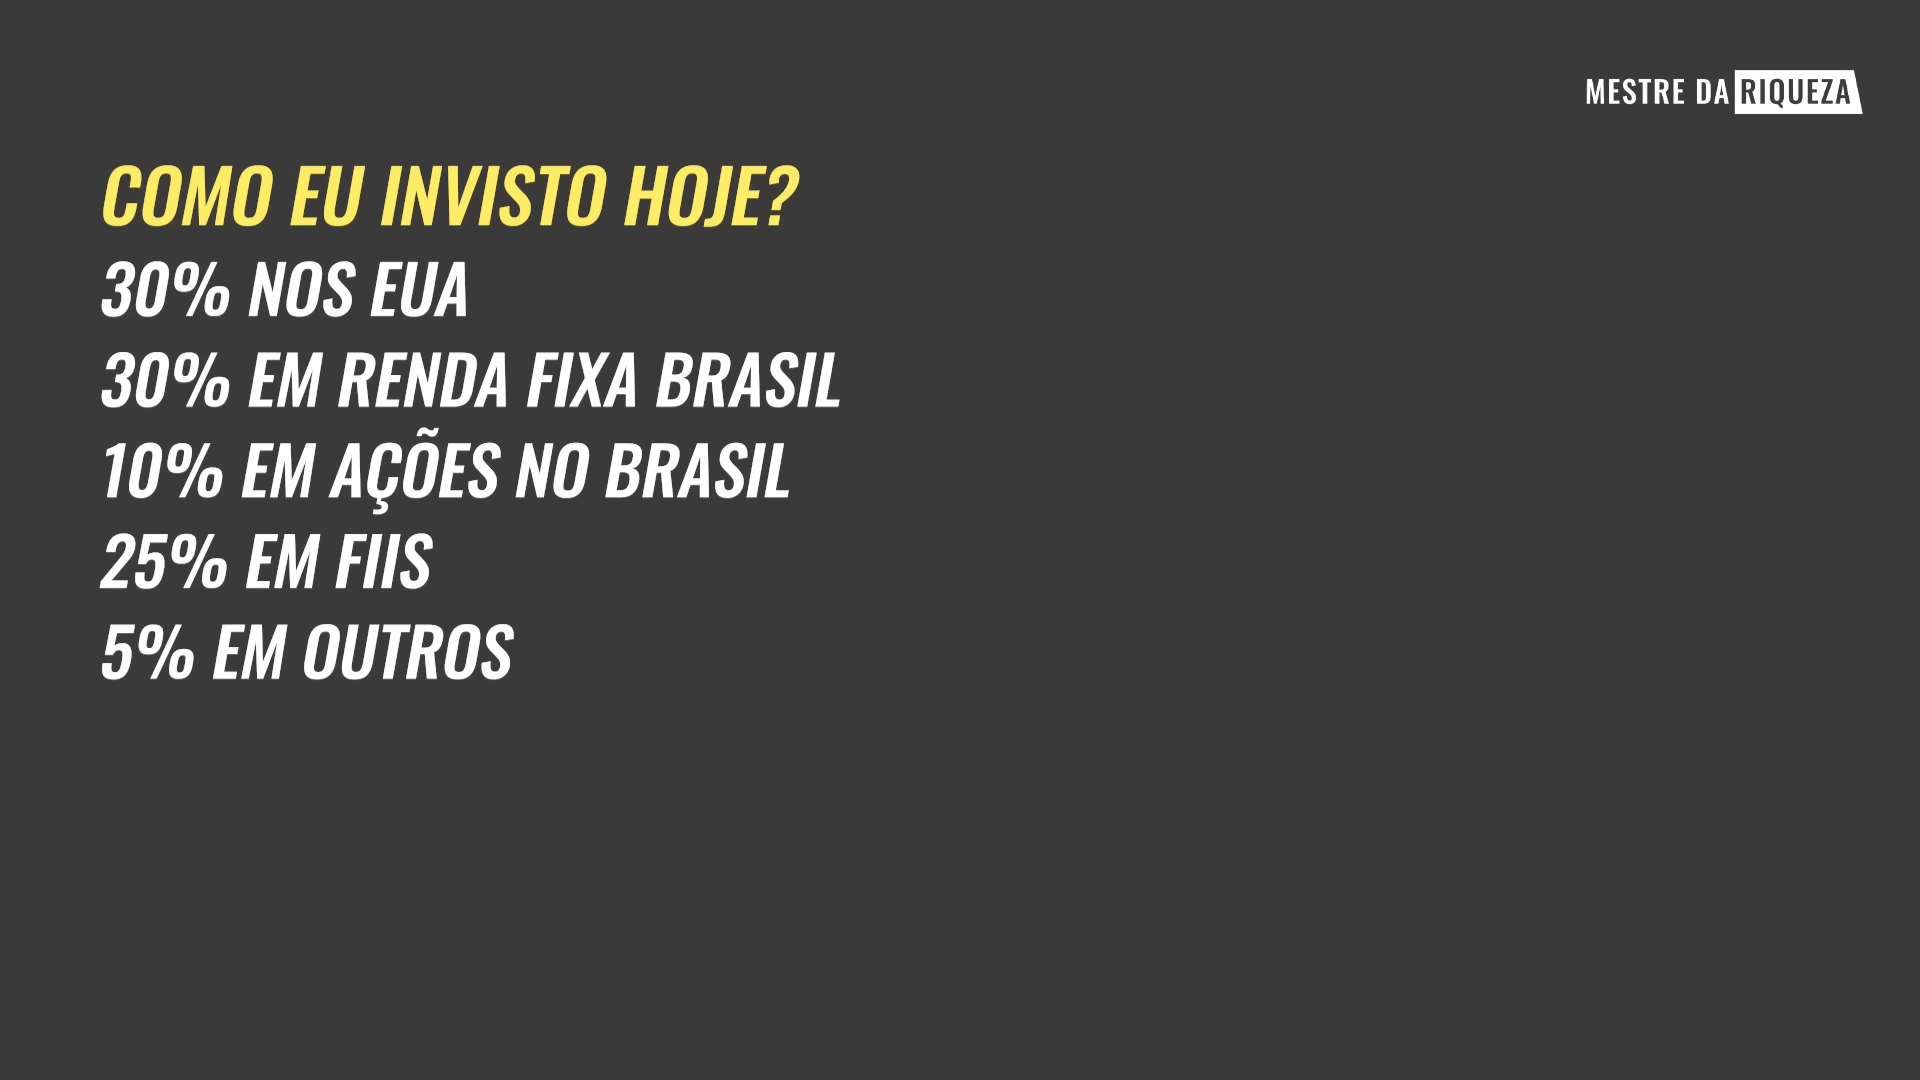 MESTRE DA RIQUEZA
COMO EU INVISTO HOJE?
30% NOS EUA
30% EM RENDA FIXA BRASIL
10% EM AÇÕES NO BRASIL
25% EM FIIS
5% EM OUTROS